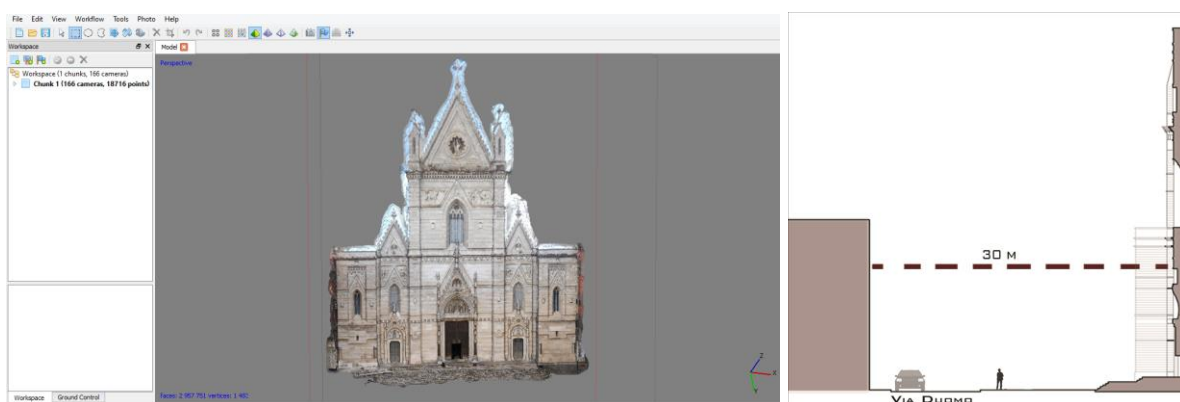 File Edit View Workflow Tools Photo Help
Workspace
Model
Workspace (1 chunks, 166 cameras)
Chunk 1 (166 cameras, 18716 points)
Perspective
30 M
Z
X
Y
Workspace Ground Control
VIA DUOMO